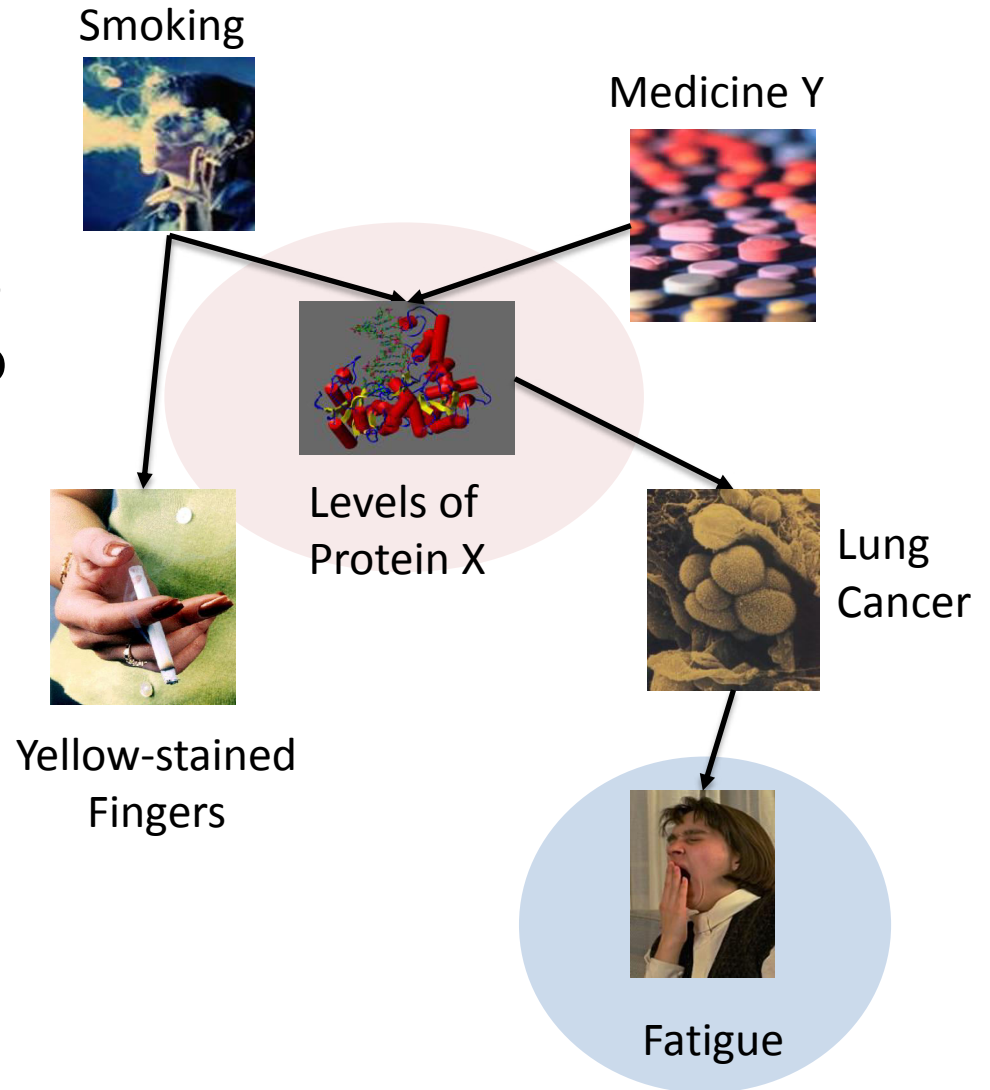 Smoking
Medicine Y
Levels of
Protein X
Lung
Cancer
Yellow-stained
Fingers
Fatigue